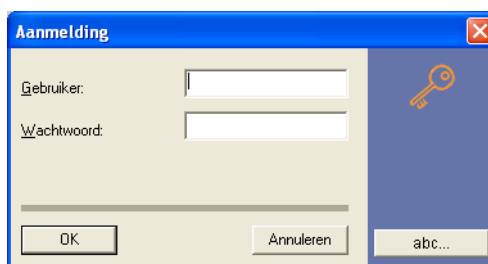 Aanmelding
Gebruiker:
Wachtwoord:
OK
Annuleren
abc...